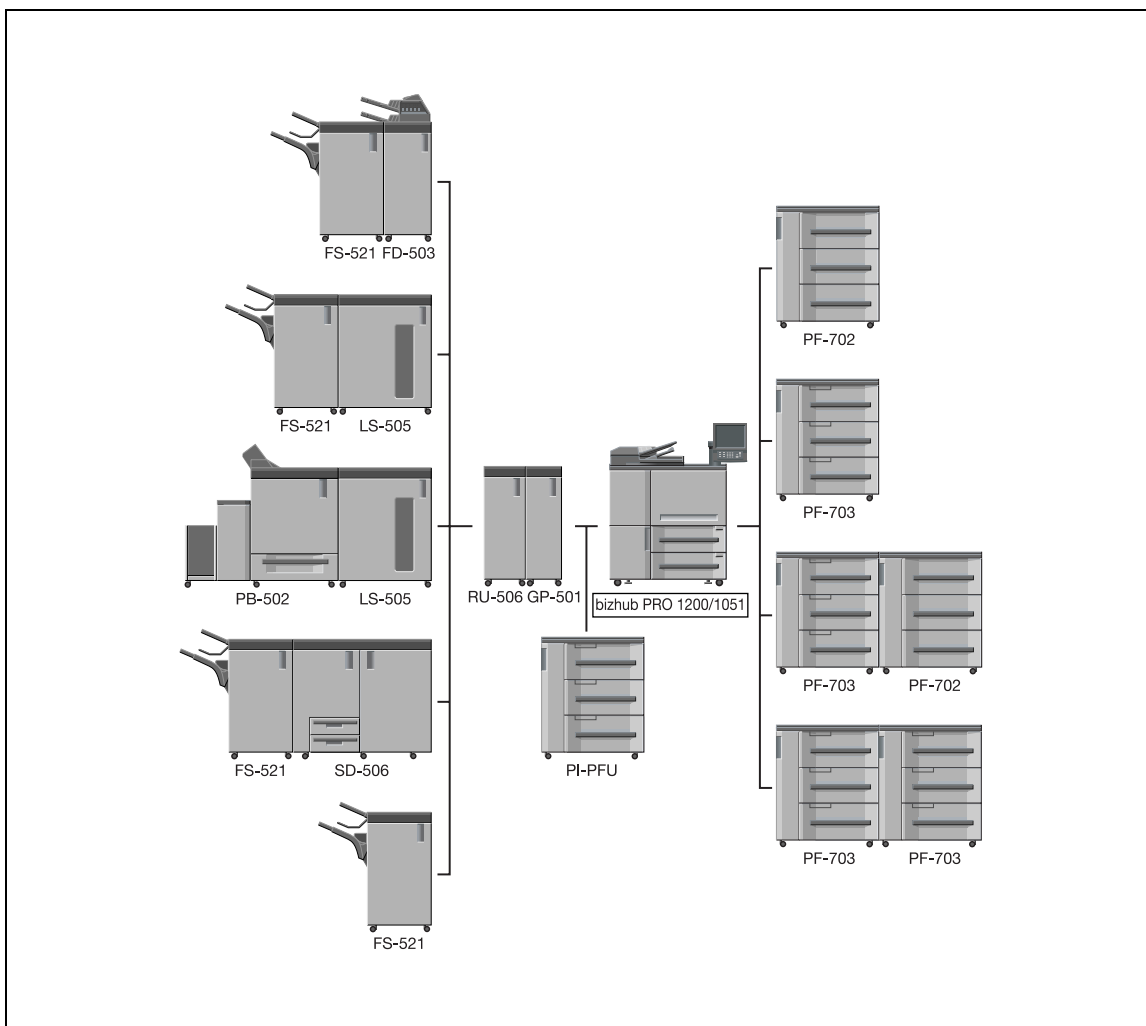 FS-521 FD-503
PF-702
FS-521 LS-505
PF-703
PB-502 LS-505
RU-506 GP-501
bizhub PRO 1200/1051
PF-703 PF-702
FS-521 SD-506
PI-PFU
PF-703 PF-703
FS-521